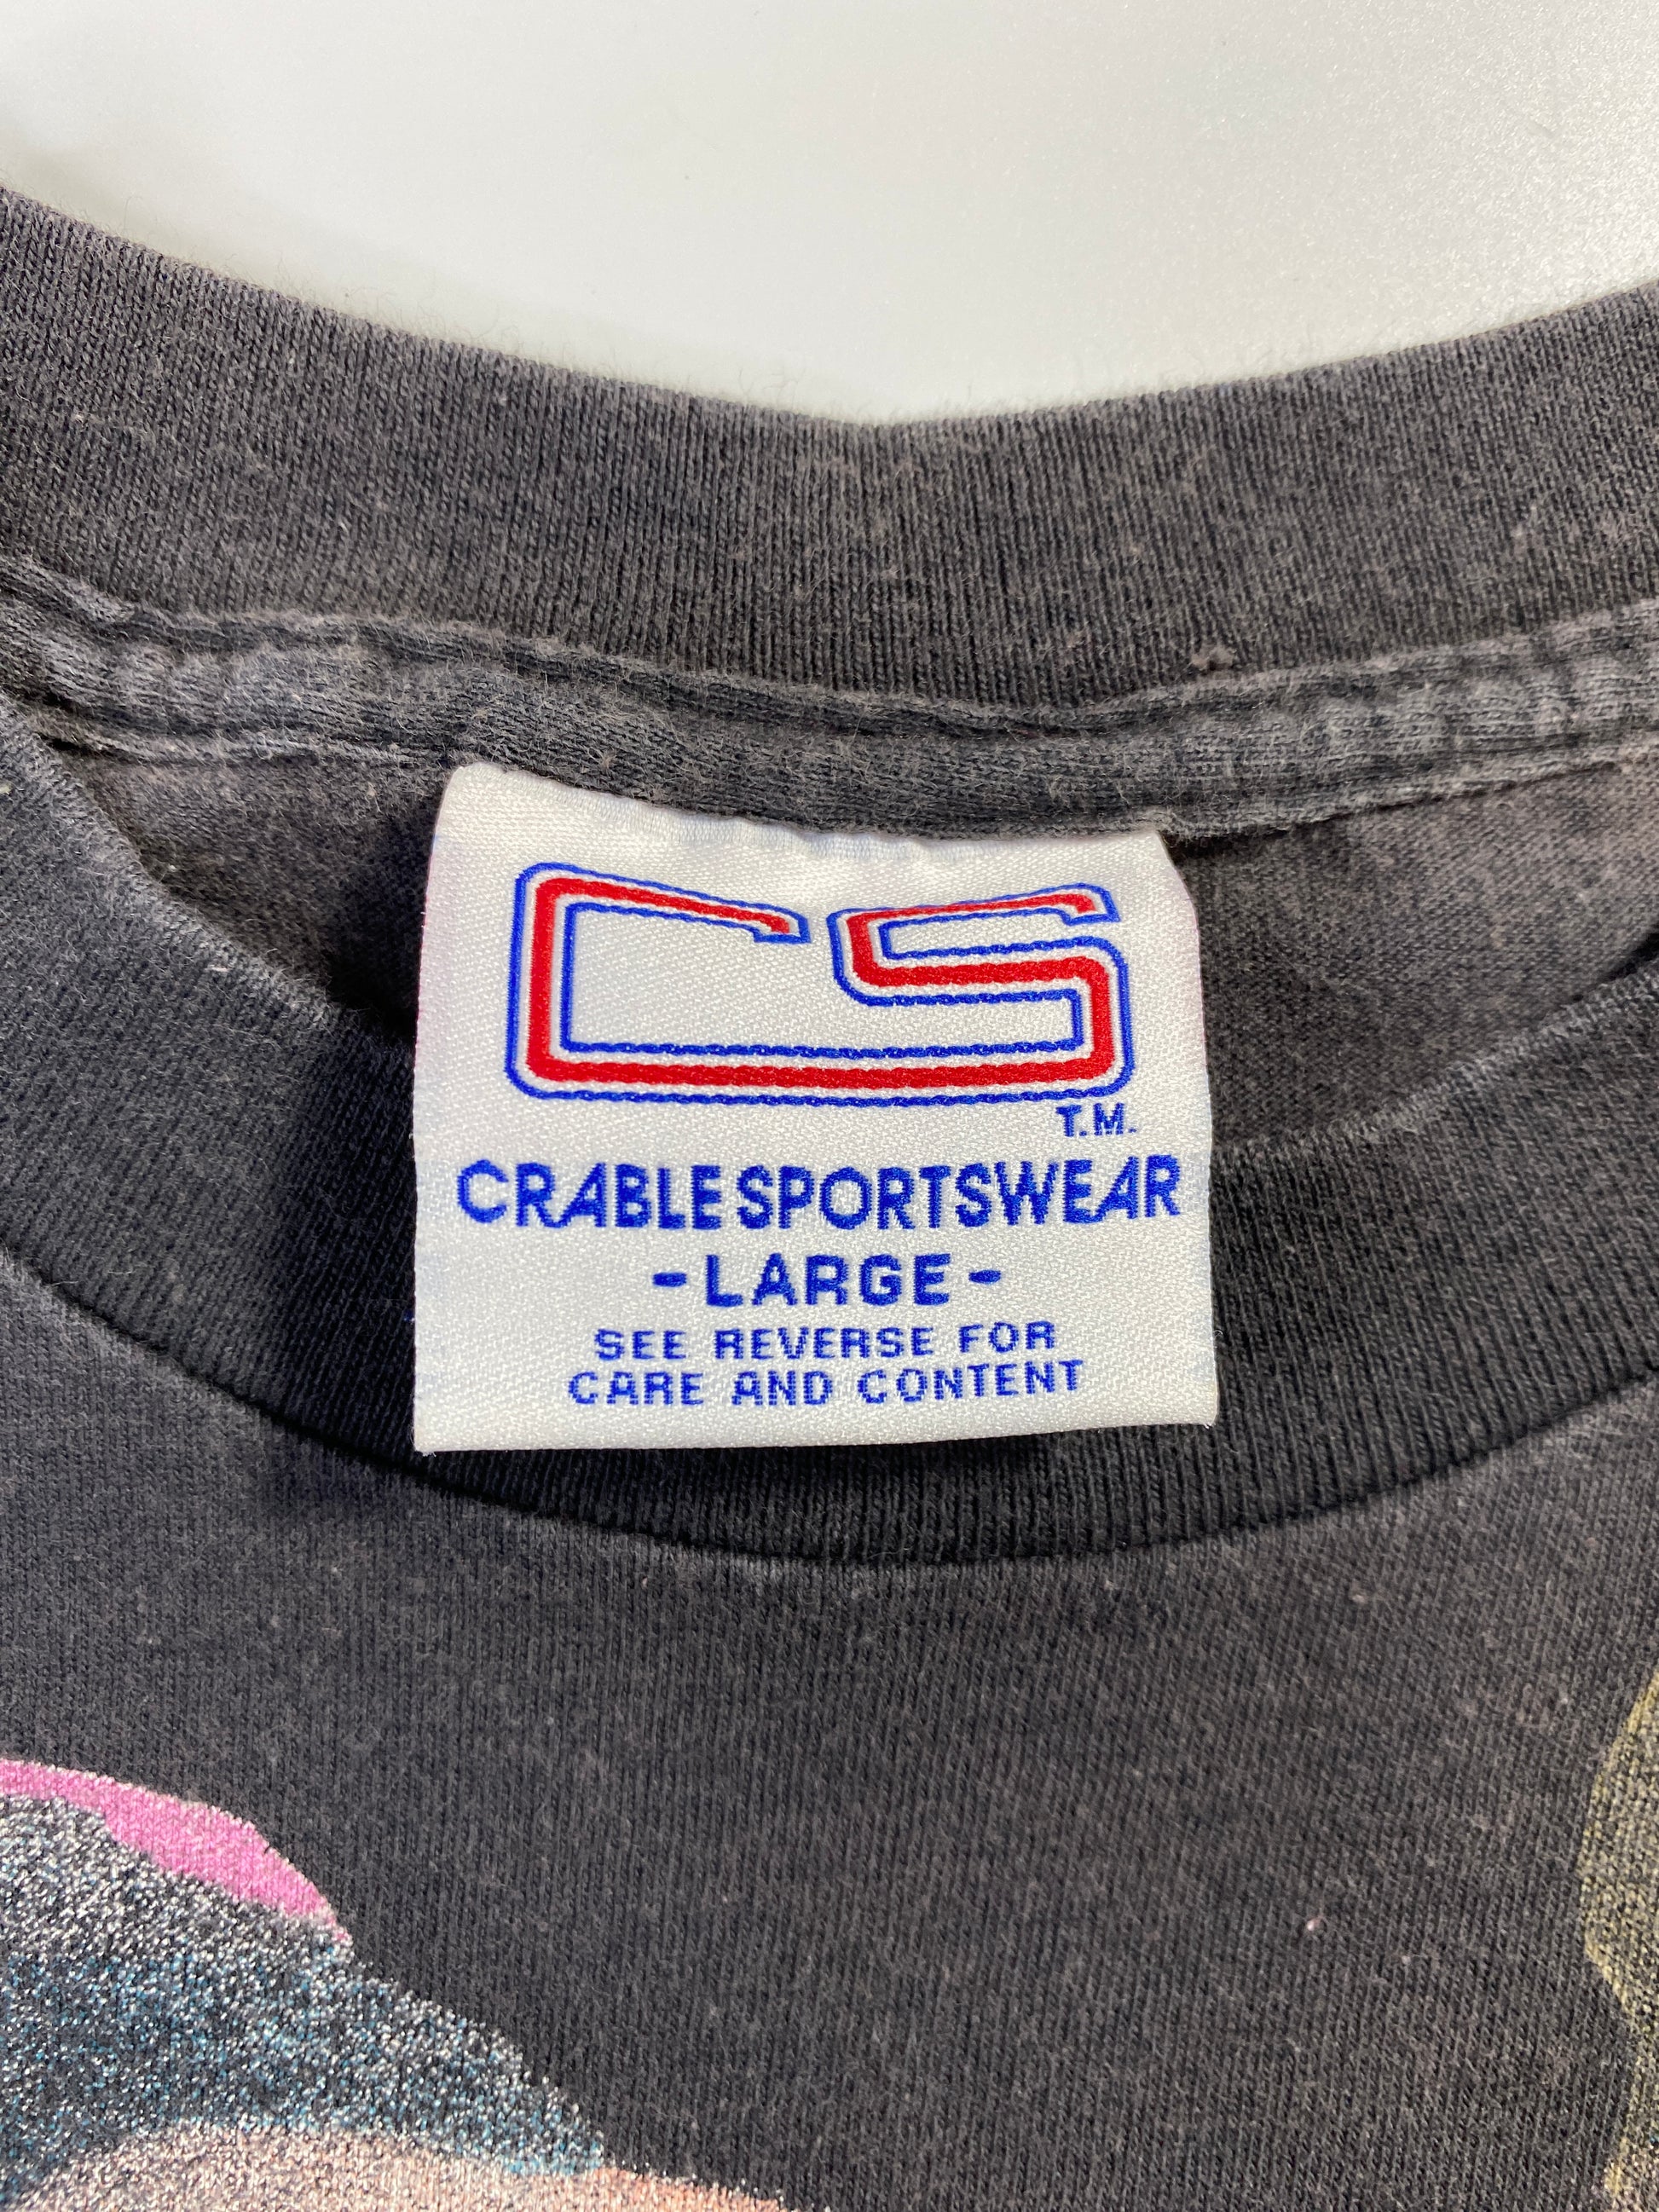 CS
T.M.
CRABLE SPORTSWEAR
- LARGE -
SEE REVERSE FOR
CARE AND CONTENT